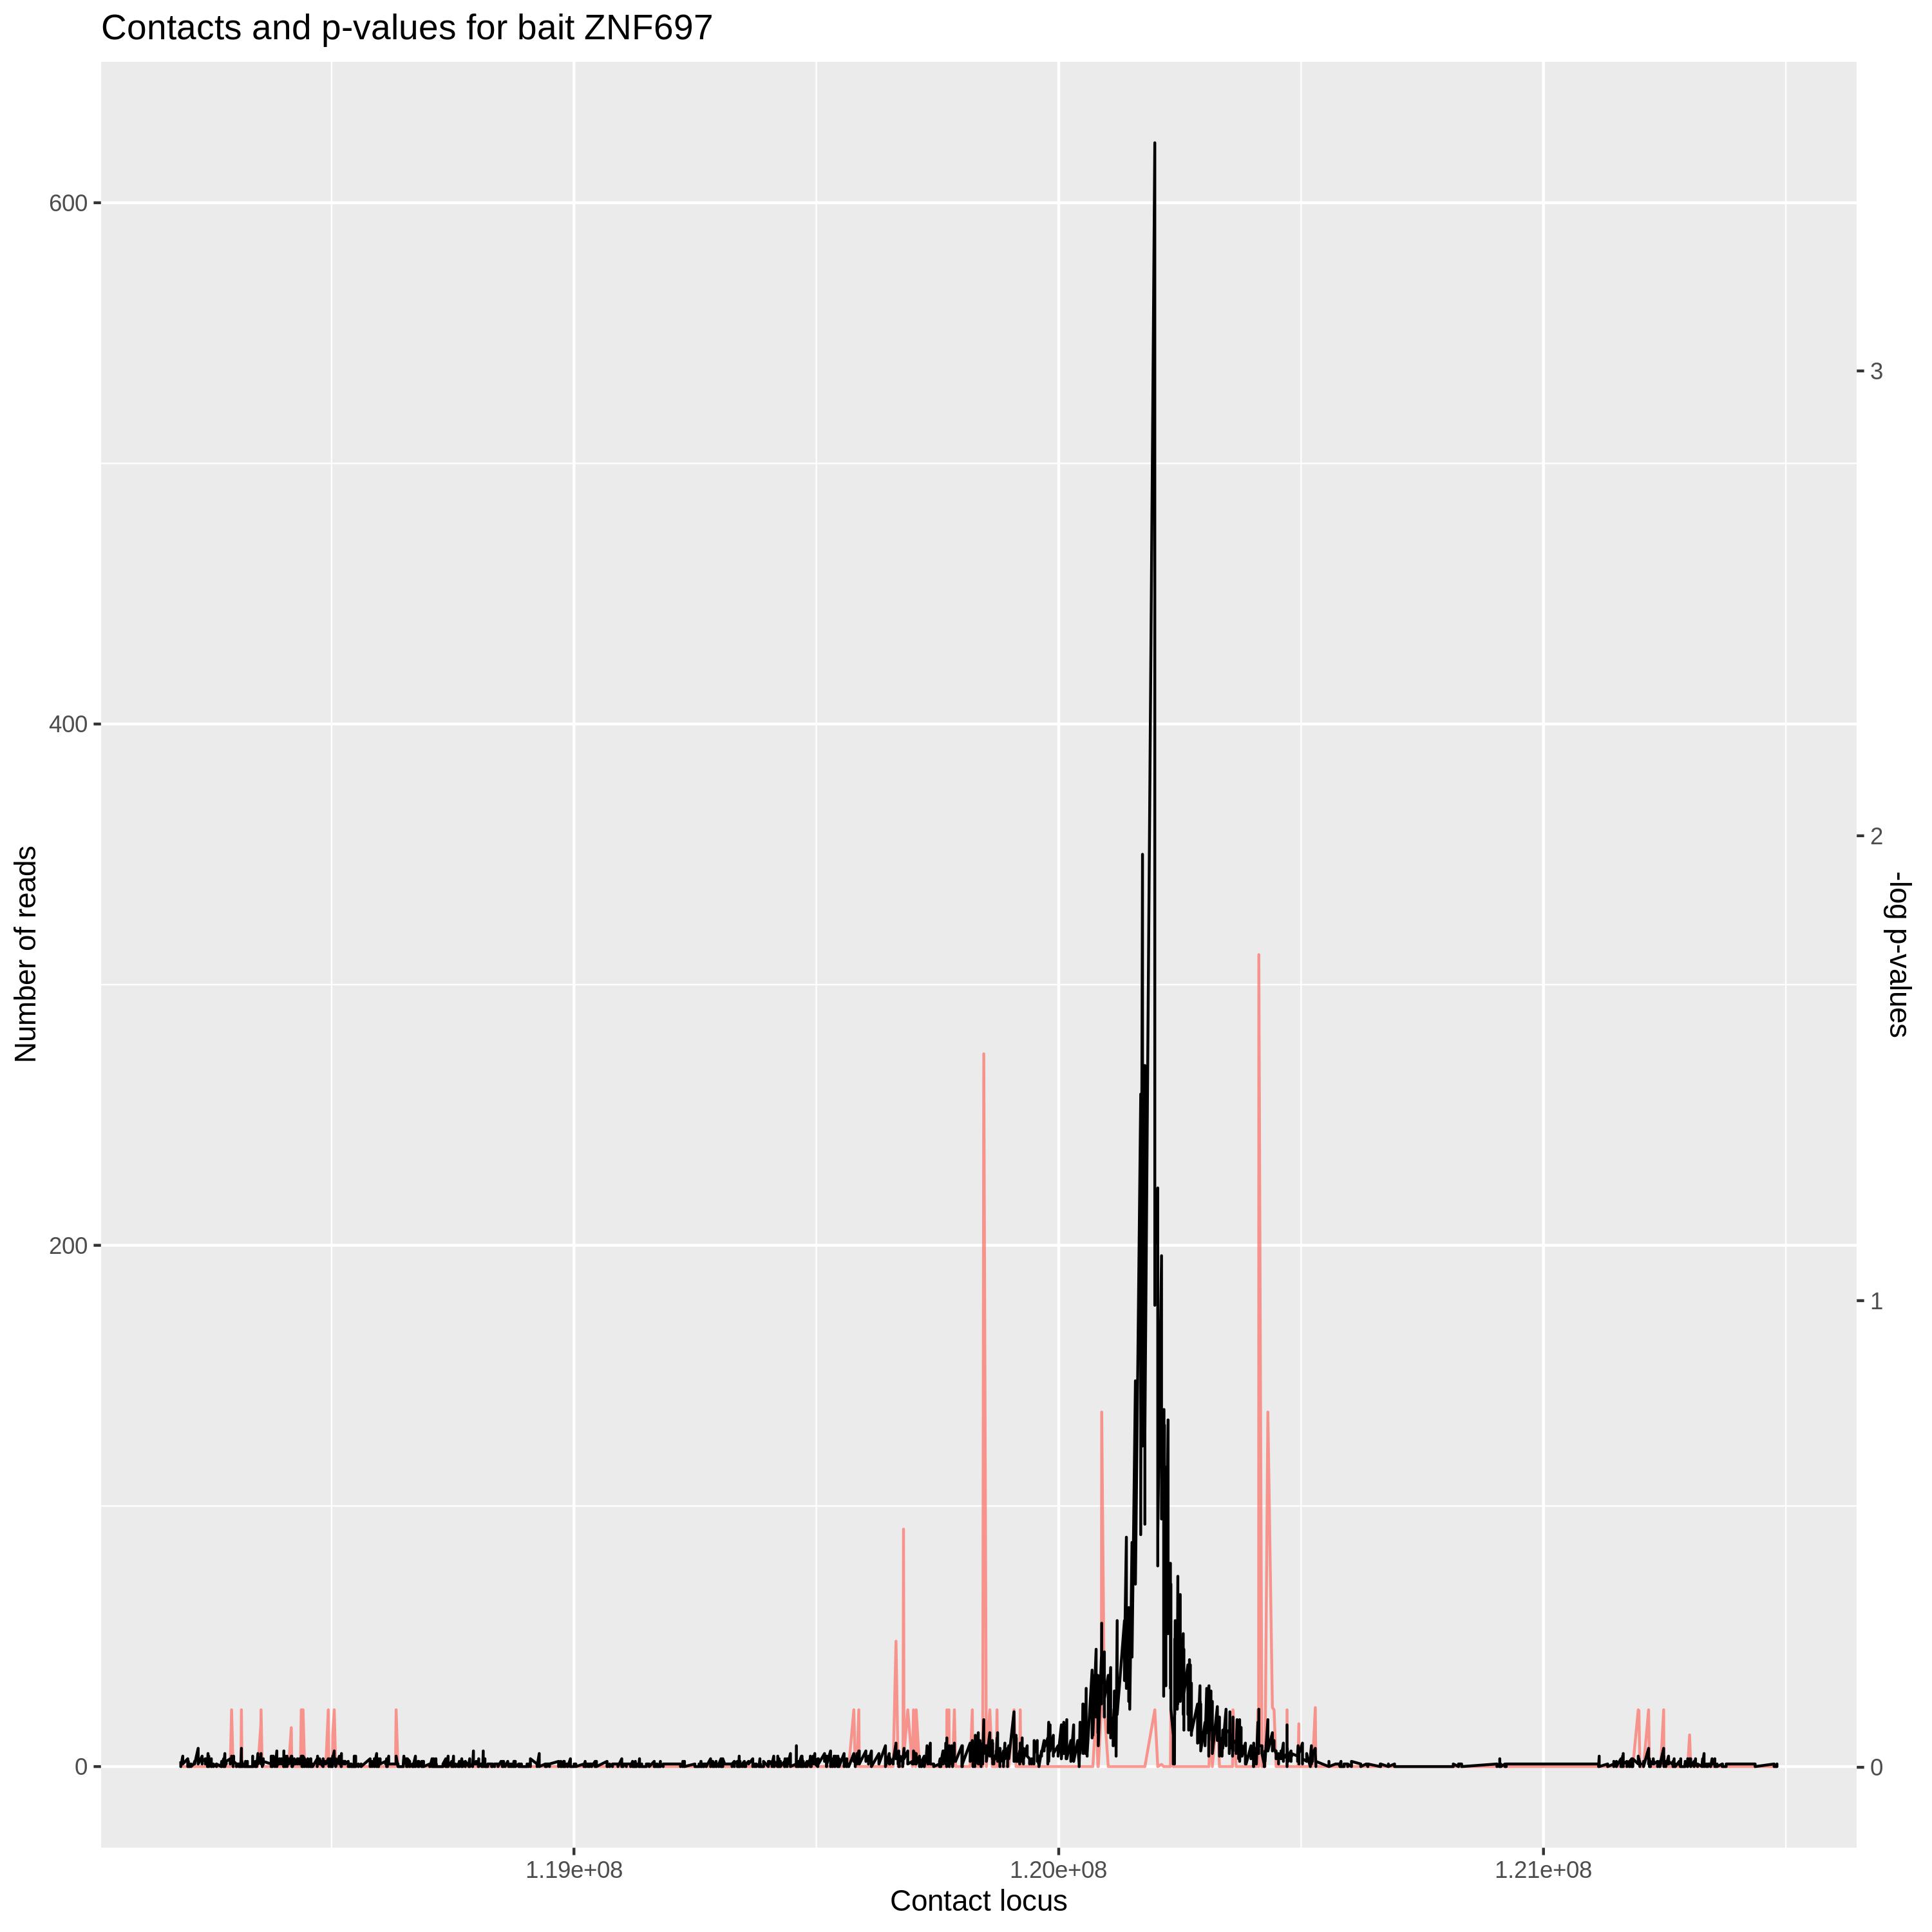 Contacts and p-values for bait ZNF697
600
400
200
0
3
2
1
0
Number of reads
-log p-values
1.19e+08
1.20e+08
1.21e+08
Contact locus